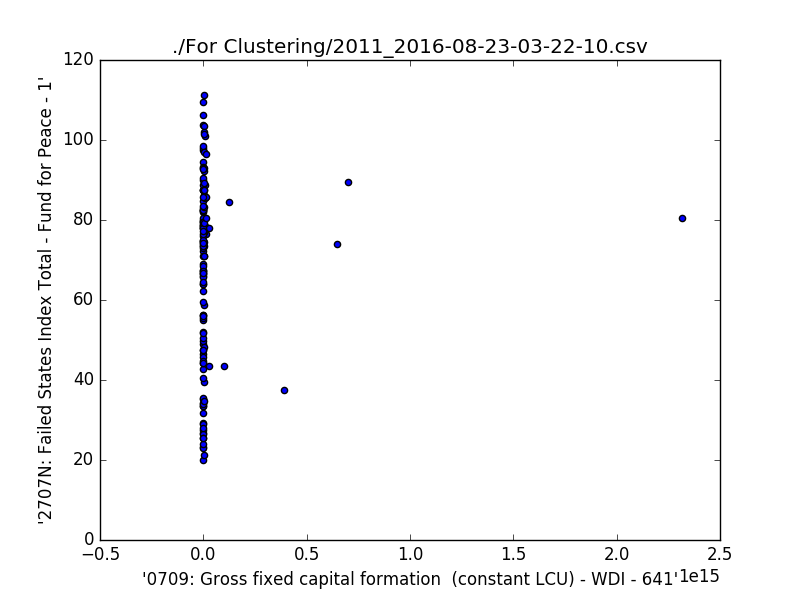 ./For Clustering/2011_2016-08-23-03-22-10.csv
120
100
80
60
40
20
0
'2707N: Failed States Index Total - Fund for Peace - 1'
−0.5 0.0 0.5 1.0 1.5 2.0 2.5
'0709: Gross fixed capital formation  (constant LCU) - WDI - 641' 1e15